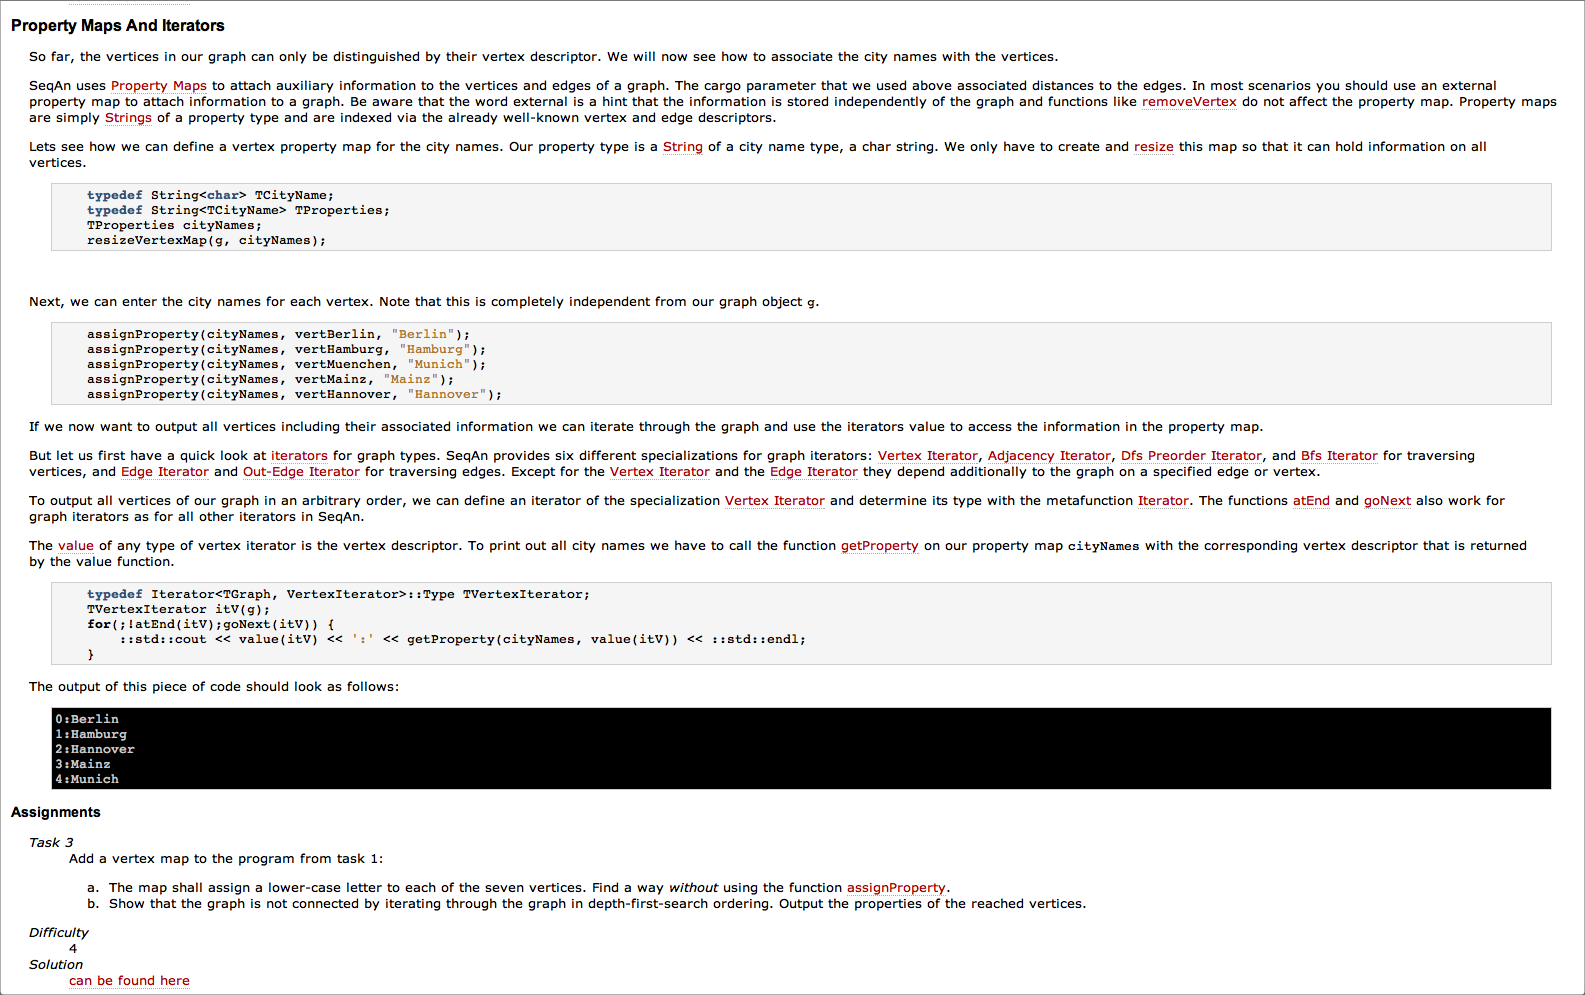 Property Maps And Iterators
So far, the vertices in our graph can only be distinguished by their vertex descriptor. We will now see how to associate the city names with the vertices.
SeqAn uses Property Maps to attach auxiliary information to the vertices and edges of a graph. The cargo parameter that we used above associated distances to the edges. In most scenarios you should use an external
property map to attach information to a graph. Be aware that the word external is a hint that the information is stored independently of the graph and functions like removeVertex do not affect the property map. Property maps
are simply Strings of a property type and are indexed via the already well-known vertex and edge descriptors.
Lets see how we can define a vertex property map for the city names. Our property type is a String of a city name type, a char string. We only have to create and resize this map so that it can hold information on all
vertices.
typedef String<char> TCityName;
typedef String<TCityName> TProperties;
TProperties cityNames;
resizeVertexMap(g, cityNames);
Next, we can enter the city names for each vertex. Note that this is completely independent from our graph object g.
assignProperty(cityNames, vertBerlin, "Berlin");
assignProperty(cityNames, vertHamburg, "Hamburg");
assignProperty(cityNames, vertMuenchen, "Munich");
assignProperty(cityNames, vertMainz, "Mainz");
assignProperty(cityNames, vertHannover, "Hannover");
If we now want to output all vertices including their associated information we can iterate through the graph and use the iterators value to access the information in the property map.
But let us first have a quick look at iterators for graph types. SeqAn provides six different specializations for graph iterators: Vertex Iterator, Adjacency Iterator, Dfs Preorder Iterator, and Bfs Iterator for traversing
vertices, and Edge Iterator and Out-Edge Iterator for traversing edges. Except for the Vertex Iterator and the Edge Iterator they depend additionally to the graph on a specified edge or vertex.
To output all vertices of our graph in an arbitrary order, we can define an iterator of the specialization Vertex Iterator and determine its type with the metafunction Iterator. The functions atEnd and goNext also work for
graph iterators as for all other iterators in SeqAn.
The value of any type of vertex iterator is the vertex descriptor. To print out all city names we have to call the function getProperty on our property map cityNames with the corresponding vertex descriptor that is returned
by the value function.
typedef Iterator<TGraph, VertexIterator>::Type TVertexIterator;
TVertexIterator itV(g);
for(;!atEnd(itV);goNext(itV)) {
::std::cout << value(itV) << ':' << getProperty(cityNames, value(itV)) << ::std::endl;
}
The output of this piece of code should look as follows:
0:Berlin
1:Hamburg
2:Hannover
3:Mainz
4:Munich
Assignments
Task 3
Add a vertex map to the program from task 1:
a. The map shall assign a lower-case letter to each of the seven vertices. Find a way without using the function assignProperty.
b. Show that the graph is not connected by iterating through the graph in depth-first-search ordering. Output the properties of the reached vertices.
Difficulty
4
Solution
can be found here